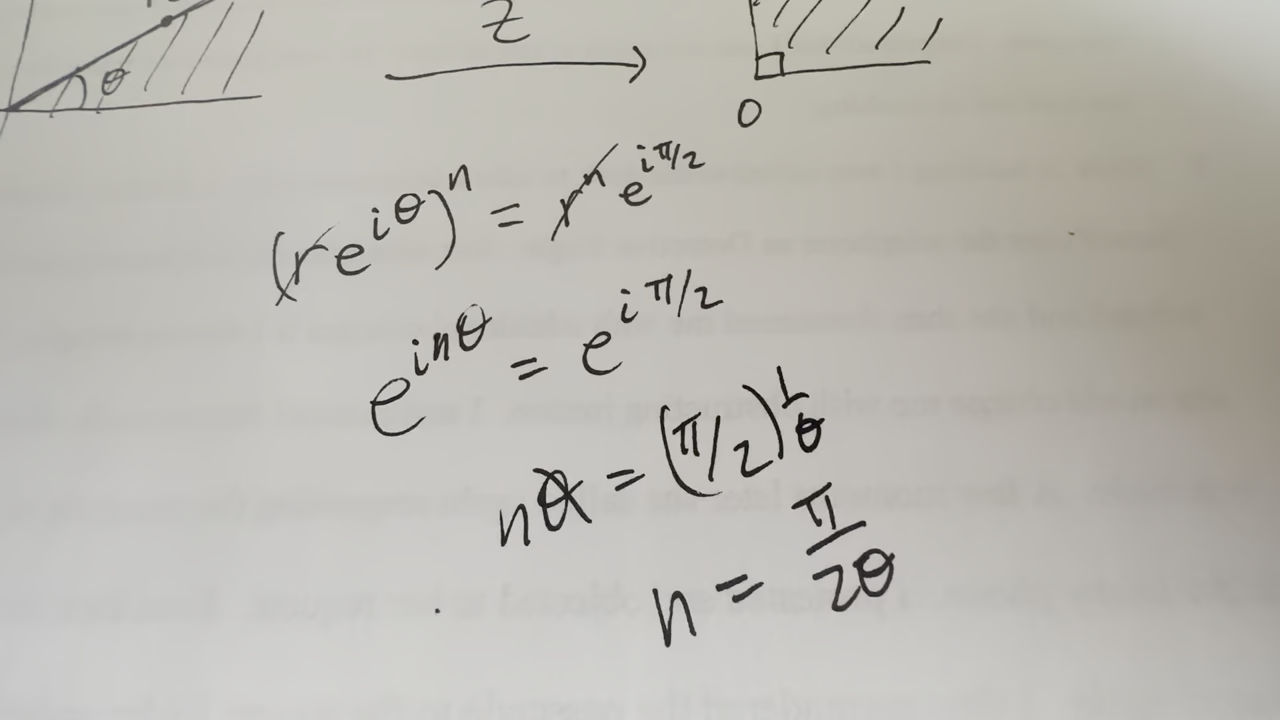 θ
Z
0
(re^{iθ})^n = r^n e^{iπ/2}
e^{inθ} = e^{iπ/2}
nθ = (π/2)^{1/θ}
n = π/2θ